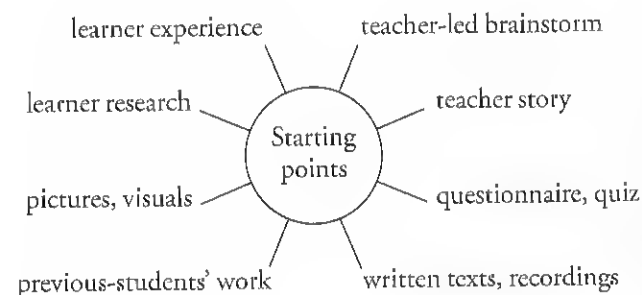 learner experience
teacher-led brainstorm
learner research
teacher story
Starting
points
pictures, visuals
questionnaire, quiz
previous-students' work
written texts, recordings